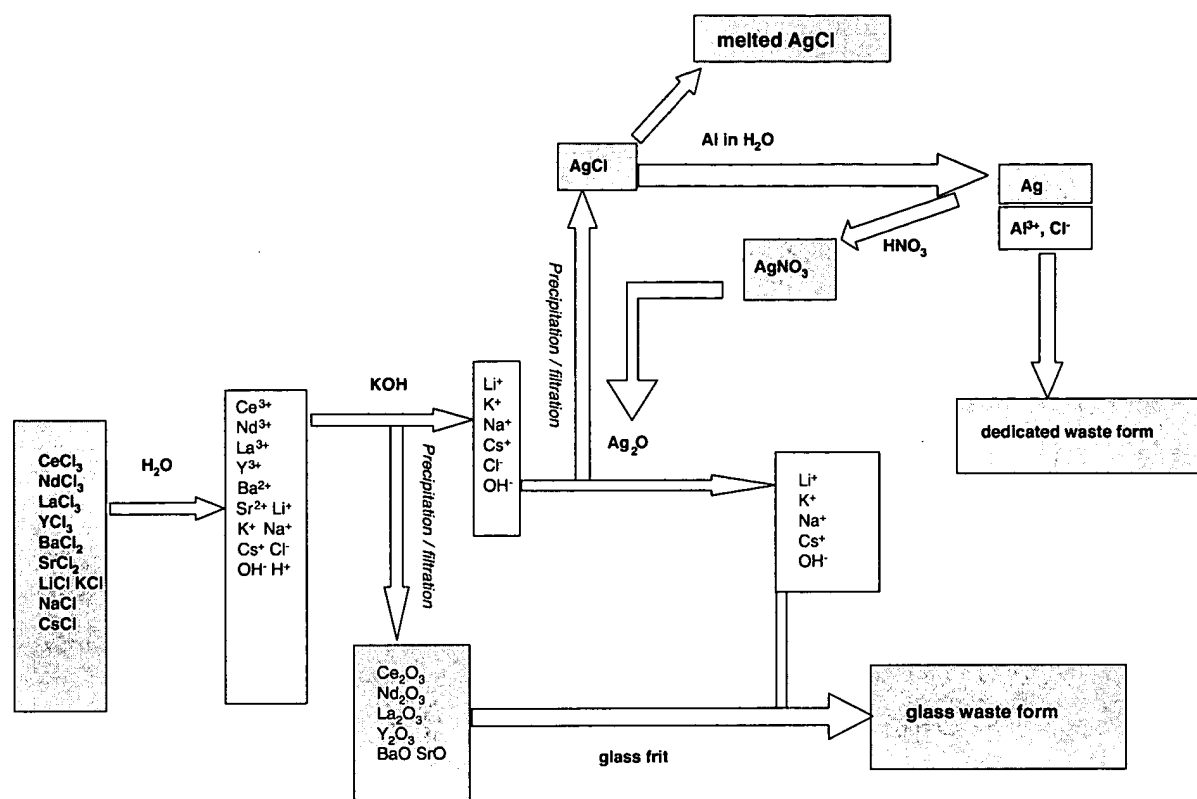 melted AgCl
Al in H₂O
AgCl
Ag
Al³⁺, Cl⁻
HNO₃
AgNO₃
Precipitation / filtration
KOH
Li⁺
K⁺
Na⁺
Cs⁺
Cl⁻
OH⁻
Ag₂O
dedicated waste form
Ce³⁺
Nd³⁺
La³⁺
Y³⁺
Ba²⁺
Sr²⁺ Li⁺
K⁺ Na⁺
Cs⁺ Cl⁻
OH⁻ H⁺
H₂O
CeCl₃
NdCl₃
LaCl₃
YCl₃
BaCl₂
SrCl₂
LiCl KCl
NaCl
CsCl
Precipitation / filtration
Li⁺
K⁺
Na⁺
Cs⁺
OH⁻
Ce₂O₃
Nd₂O₃
La₂O₃
Y₂O₃
BaO SrO
glass frit
glass waste form